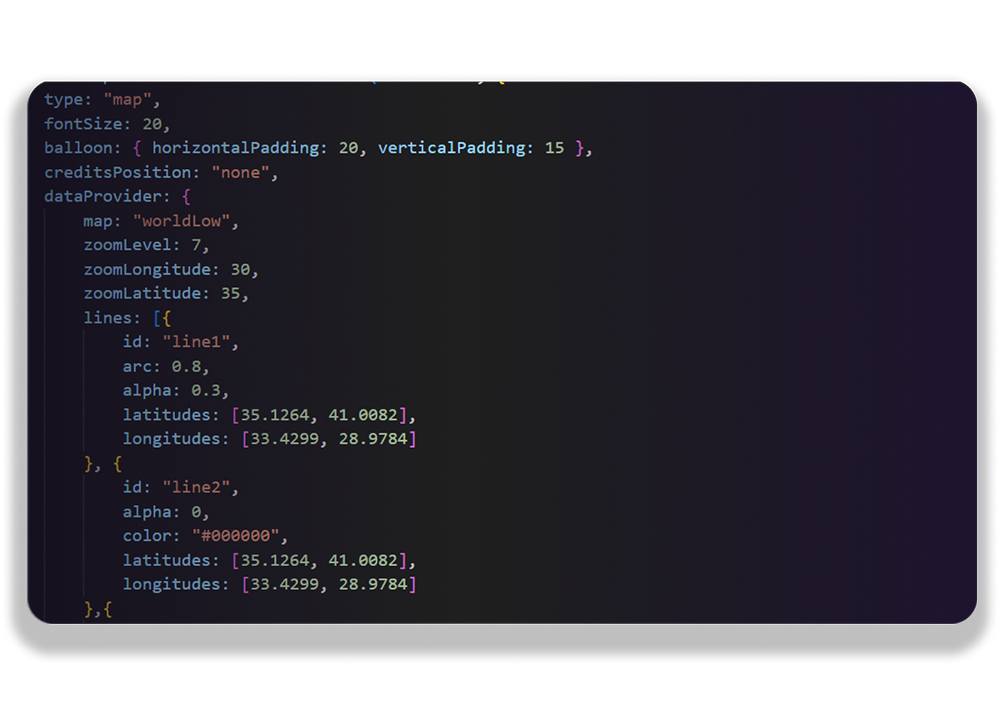 type: "map",
fontSize: 20,
balloon: { horizontalPadding: 20, verticalPadding: 15 },
creditsPosition: "none",
dataProvider: {
    map: "worldLow",
    zoomLevel: 7,
    zoomLongitude: 30,
    zoomLatitude: 35,
    lines: [{
        id: "line1",
        arc: 0.8,
        alpha: 0.3,
        latitudes: [35.1264, 41.0082],
        longitudes: [33.4299, 28.9784]
    }, {
        id: "line2",
        alpha: 0,
        color: "#000000",
        latitudes: [35.1264, 41.0082],
        longitudes: [33.4299, 28.9784]
    },{